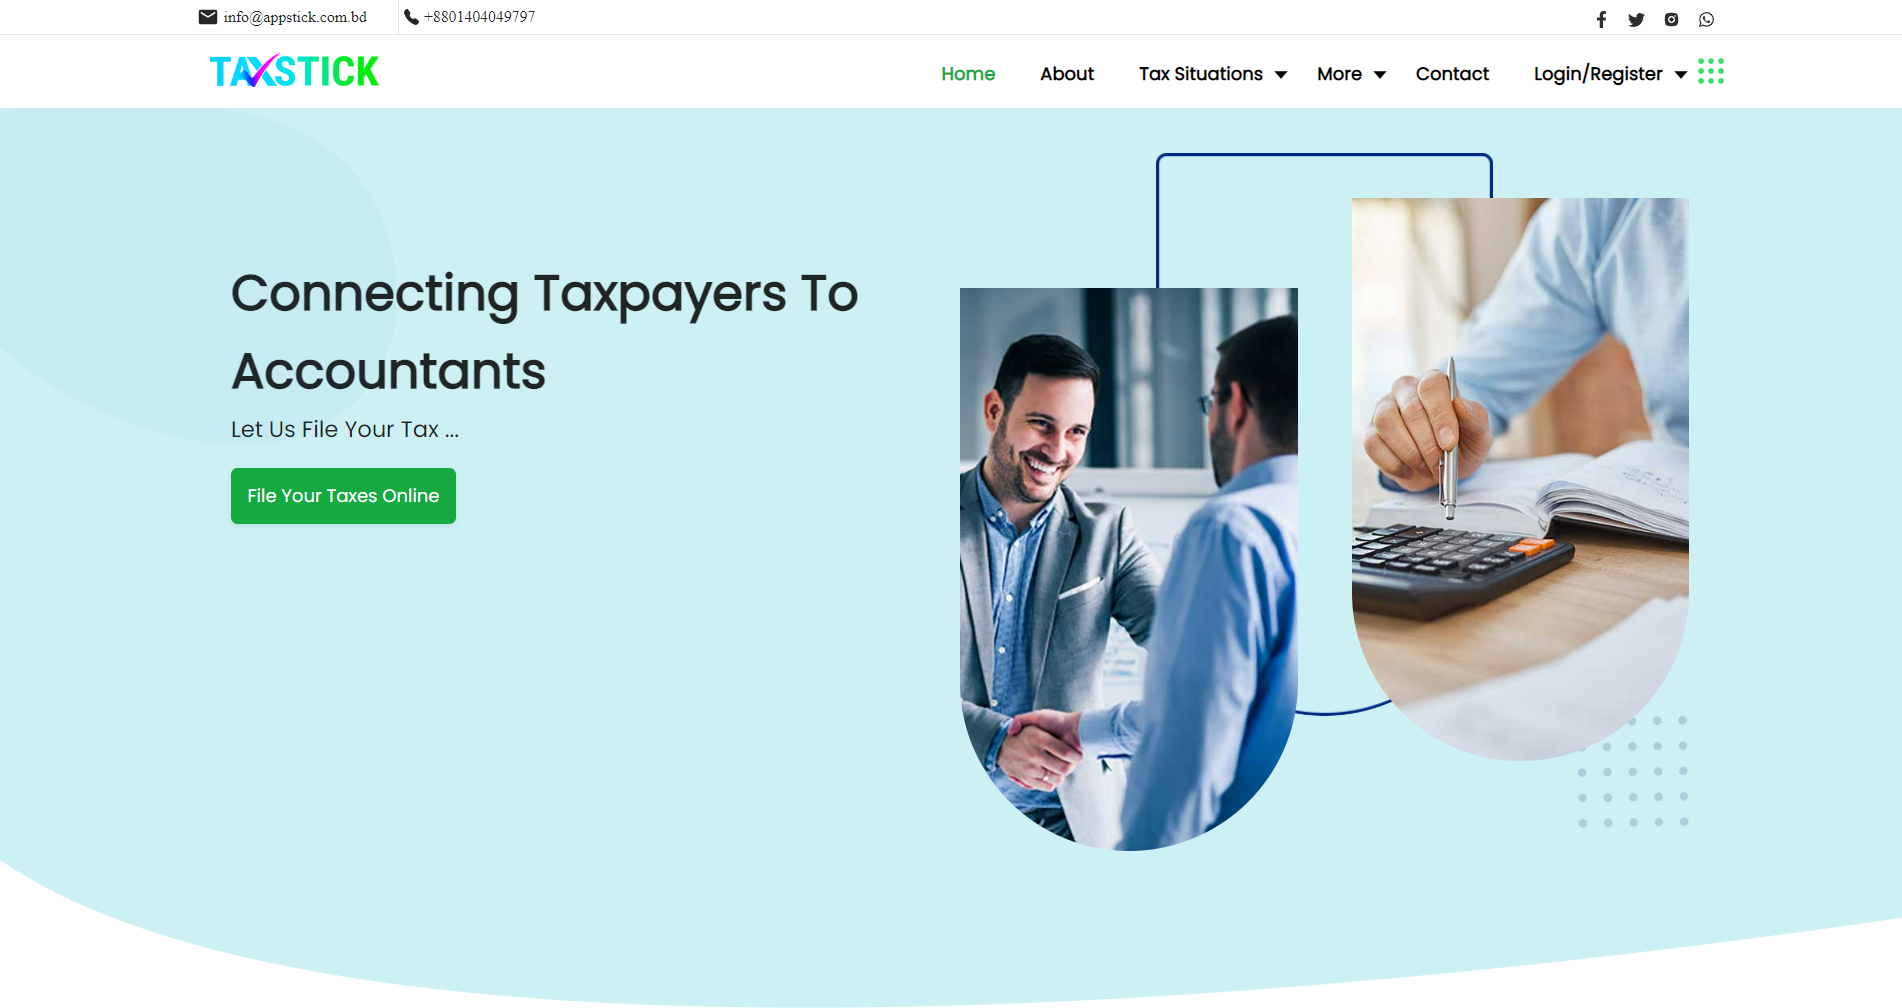 info@appstick.com.bd +8801404049797
TAXSTICK
Home About Tax Situations More Contact Login/Register
Connecting Taxpayers To
Accountants
Let Us File Your Tax ...
File Your Taxes Online